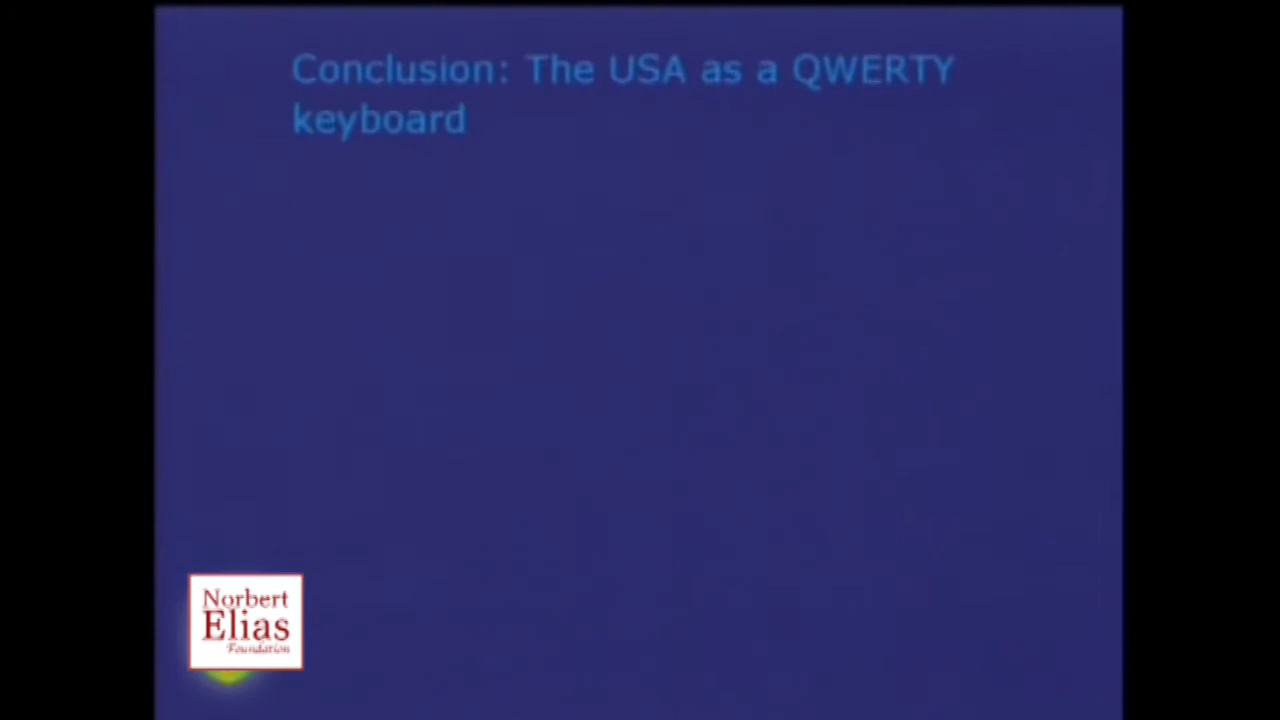 Conclusion: The USA as a QWERTY
keyboard
Norbert
Elias
Foundation